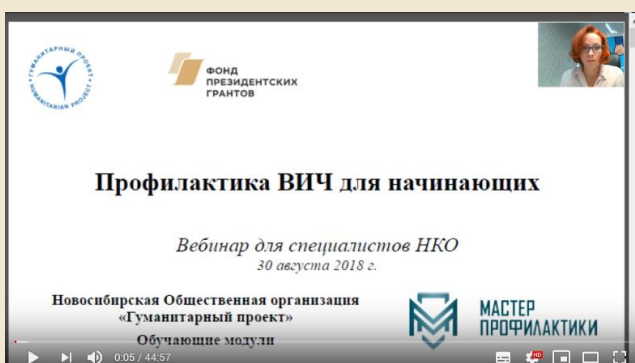 ГУМАНИТАРНЫЙ ПРОЕКТ
HUMANITARIAN PROJECT
ФОНД
ПРЕЗИДЕНТСКИХ
ГРАНТОВ
Профилактика ВИЧ для начинающих
Вебинар для специалистов НКО
30 августа 2018 г.
Новосибирская Общественная организация
«Гуманитарный проект»
Обучающие модули
МАСТЕР
ПРОФИЛАКТИКИ
0:05 / 44:57
HD